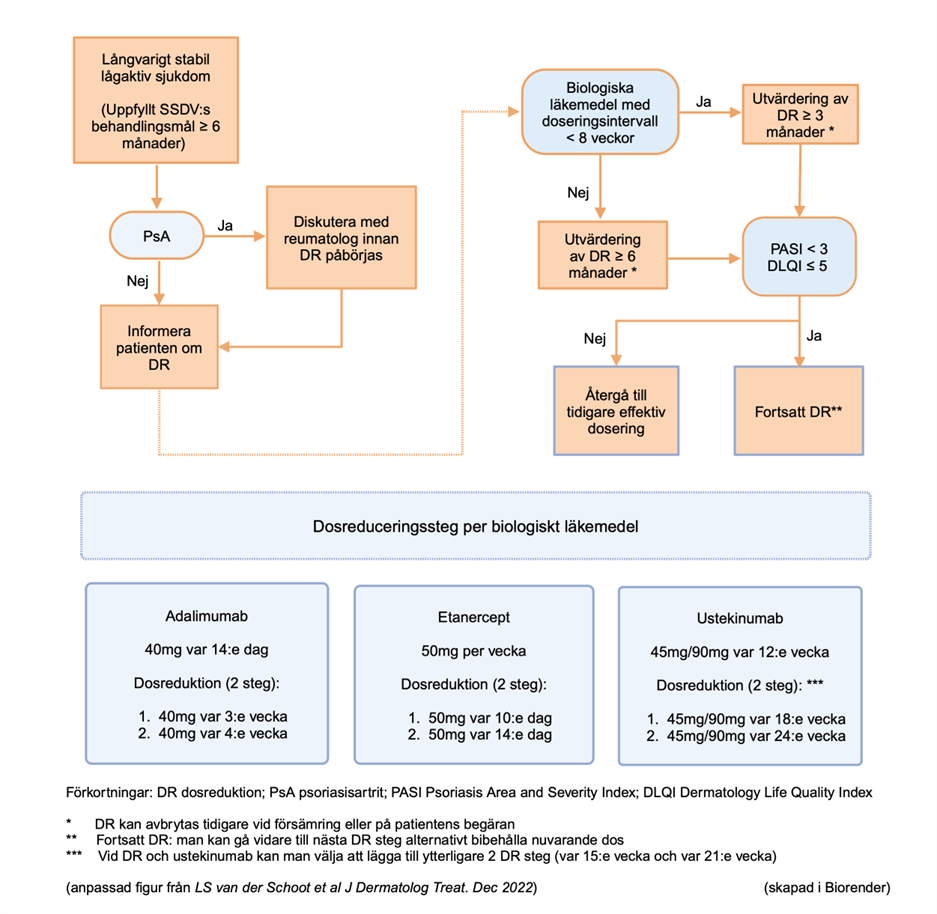 Långvarigt stabil
lågaktiv sjukdom
(Uppfyllt SSDV:s
behandlingsmål ≥ 6
månader)
PsA
Ja
Diskutera med
reumatolog innan
DR påbörjas
Nej
Informera
patienten om
DR
Biologiska
läkemedel med
doseringsintervall
< 8 veckor
Ja
Utvärdering av
DR ≥ 3
månader *
Nej
Utvärdering
av DR ≥ 6
månader *
PASI < 3
DLQI ≤ 5
Nej
Ja
Återgå till
tidigare effektiv
dosering
Fortsatt DR**
Dosreduceringssteg per biologiskt läkemedel
Adalimumab
40mg var 14:e dag
Dosreduktion (2 steg):
1. 40mg var 3:e vecka
2. 40mg var 4:e vecka
Etanercept
50mg per vecka
Dosreduktion (2 steg):
1. 50mg var 10:e dag
2. 50mg var 14:e dag
Ustekinumab
45mg/90mg var 12:e vecka
Dosreduktion (2 steg): ***
1. 45mg/90mg var 18:e vecka
2. 45mg/90mg var 24:e vecka
Förkortningar: DR dosreduktion; PsA psoriasisartrit; PASI Psoriasis Area and Severity Index; DLQI Dermatology Life Quality Index
* DR kan avbrytas tidigare vid försämring eller på patientens begäran
** Fortsatt DR: man kan gå vidare till nästa DR steg alternativt bibehålla nuvarande dos
*** Vid DR och ustekinumab kan man välja att lägga till ytterligare 2 DR steg (var 15:e vecka och var 21:e vecka)
(anpassad figur från LS van der Schoot et al J Dermatolog Treat. Dec 2022)
(skapad i Biorender)